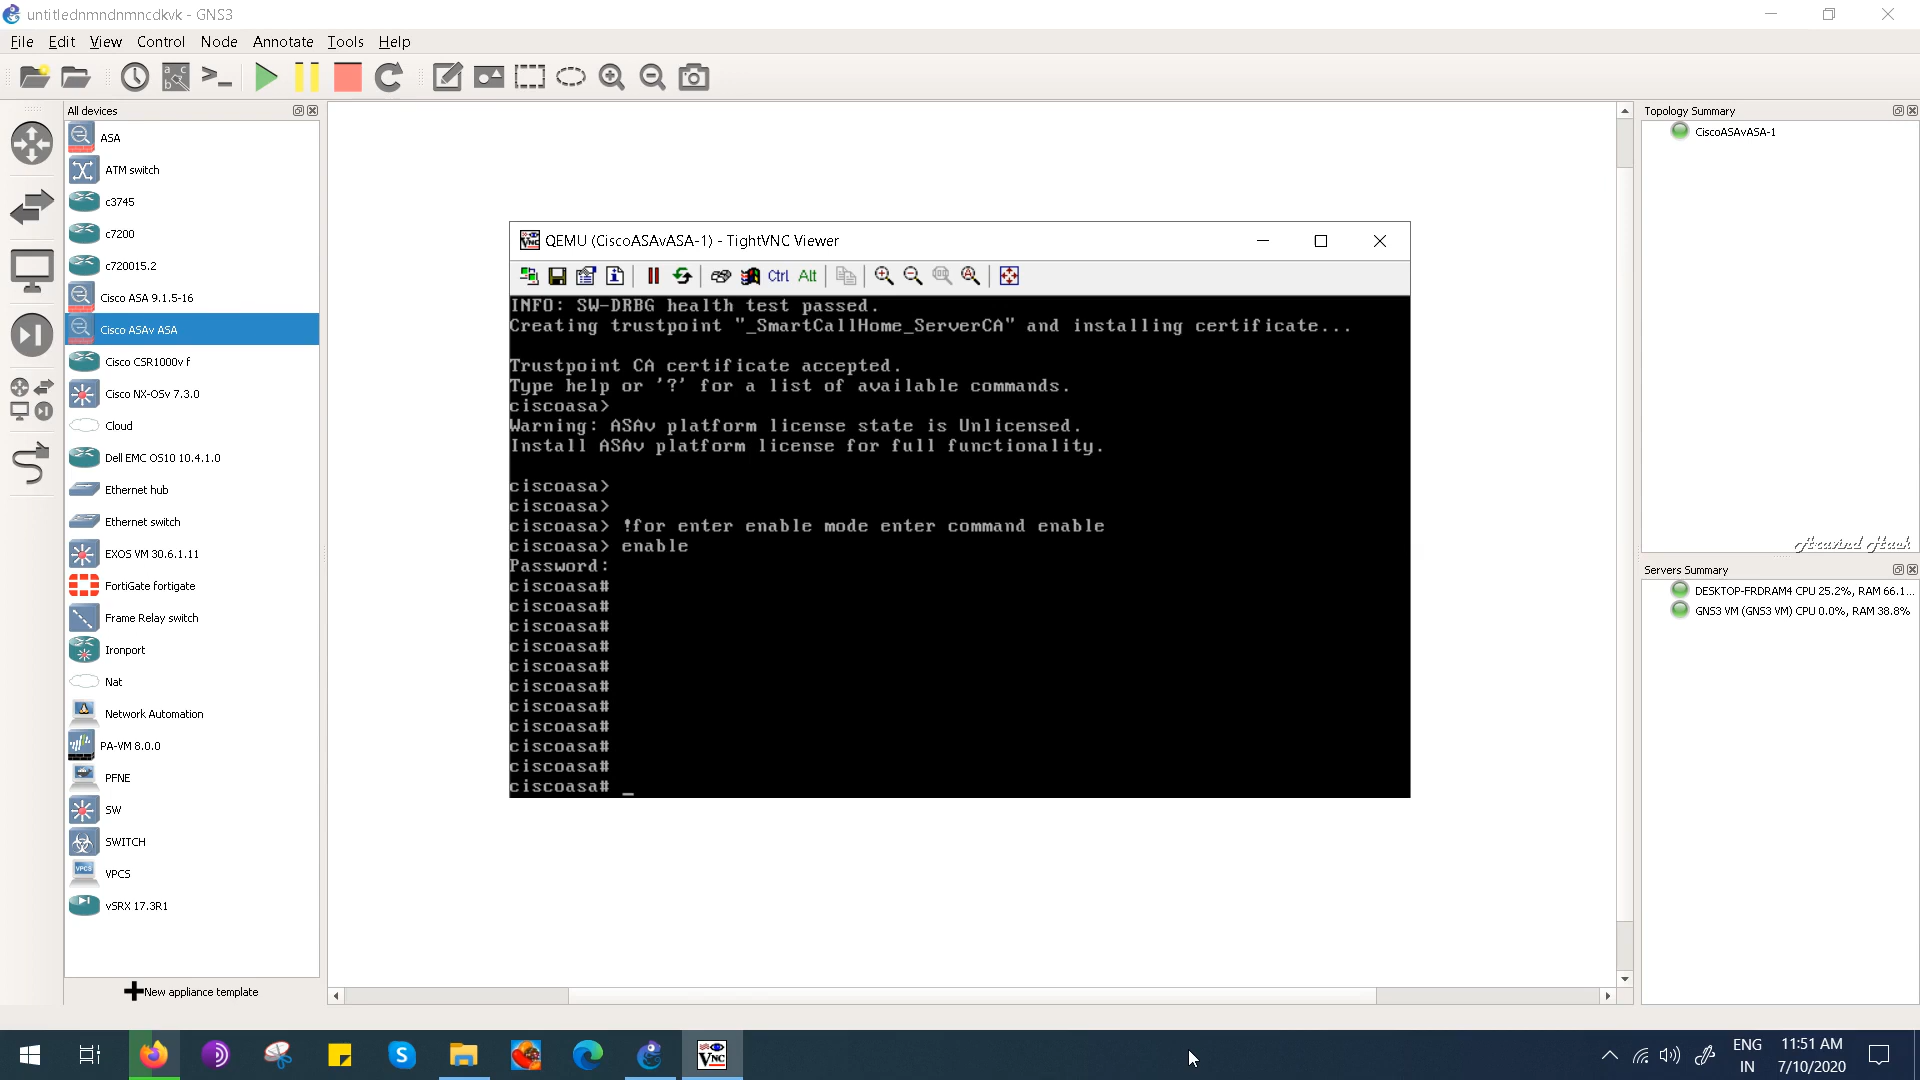 untitlednmndnmncdkvk - GNS3
File Edit View Control Node Annotate Tools Help
All devices
ASA
ATM switch
c3745
c7200
c720015.2
Cisco ASA 9.1.5-16
Cisco ASAv ASA
Cisco CSR1000v f
Cisco NX-OSv 7.3.0
Cloud
Dell EMC OS10 10.4.1.0
Ethernet hub
Ethernet switch
EXOS VM 30.6.1.11
FortiGate fortigate
Frame Relay switch
Ironport
Nat
Network Automation
PA-VM 8.0.0
PFNE
SW
SWITCH
VPCS
vSRX 17.3R1
New appliance template
QEMU (CiscoASAvASA-1) - TightVNC Viewer
Ctrl Alt
INFO: SW-DRBG health test passed.
Creating trustpoint "_SmartCallHome_ServerCA" and installing certificate...
Trustpoint CA certificate accepted.
Type help or '?' for a list of available commands.
ciscoasa>
Warning: ASAv platform license state is Unlicensed.
Install ASAv platform license for full functionality.
ciscoasa>
ciscoasa>
ciscoasa> !for enter enable mode enter command enable
ciscoasa> enable
Password:
ciscoasa#
ciscoasa#
ciscoasa#
ciscoasa#
ciscoasa#
ciscoasa#
ciscoasa#
ciscoasa#
ciscoasa#
ciscoasa#
ciscoasa# _
Topology Summary
CiscoASAvASA-1
Aravind Hack
Servers Summary
DESKTOP-FRDRAM4 CPU 25.2%, RAM 66.1...
GNS3 VM (GNS3 VM) CPU 0.0%, RAM 38.8%
ENG
IN
11:51 AM
7/10/2020